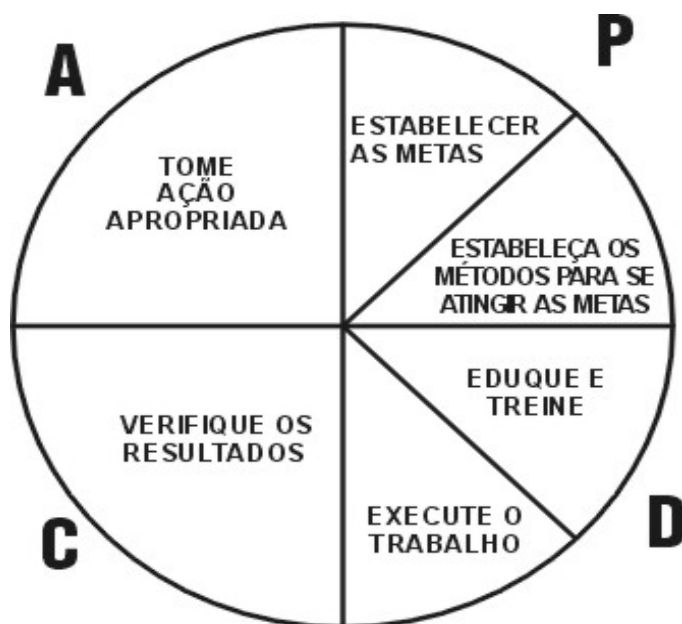 P
ESTABELECER
AS METAS
ESTABELEÇA OS
MÉTODOS PARA SE
ATINGIR AS METAS
D
EDUQUE E
TREINE
EXECUTE O
TRABALHO
C
VERIFIQUE OS
RESULTADOS
A
TOME
AÇÃO
APROPRIADA